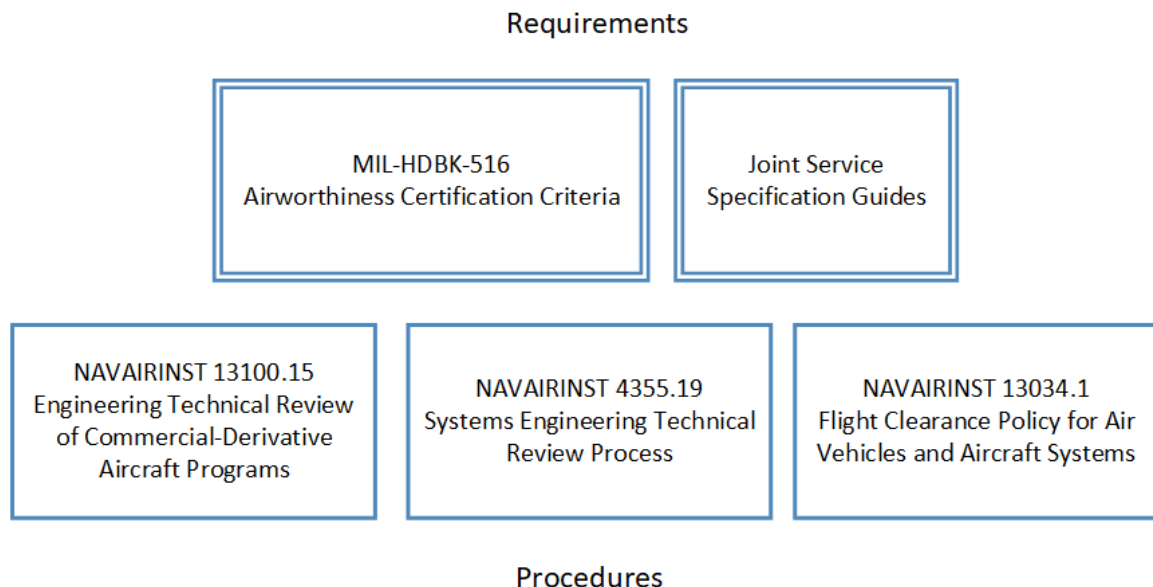 Requirements
MIL-HDBK-516
Airworthiness Certification Criteria
Joint Service
Specification Guides
NAVAIRINST 13100.15
Engineering Technical Review
of Commercial-Derivative
Aircraft Programs
NAVAIRINST 4355.19
Systems Engineering Technical
Review Process
NAVAIRINST 13034.1
Flight Clearance Policy for Air
Vehicles and Aircraft Systems
Procedures